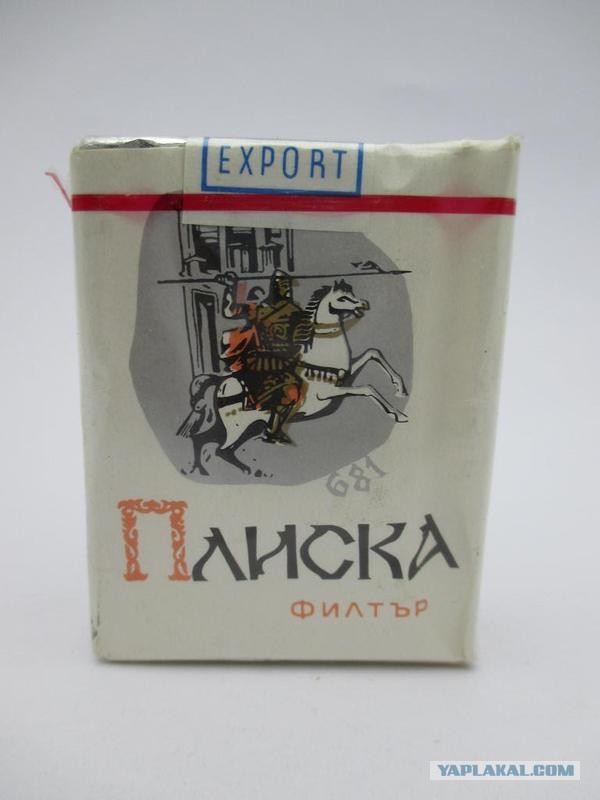 EXPORT
681
ПЛИСКА
ФИЛТЪР
YAPLAKAL.COM